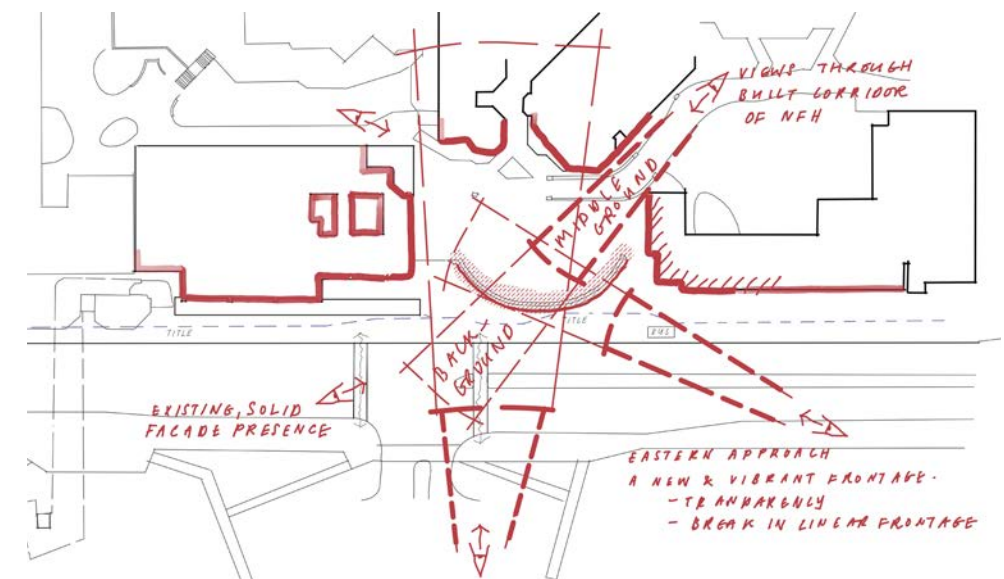 VIEWS THROUGH
BUILT CORRIDOR
OF NFH
MIDDLE
GROUND
TITLE
TITLE
BUS
BACK-
GROUND
EXISTING, SOLID
FACADE PRESENCE
EASTERN APPROACH
A NEW & VIBRANT FRONTAGE.
- TRANPARENCY
- BREAK IN LINEAR FRONTAGE